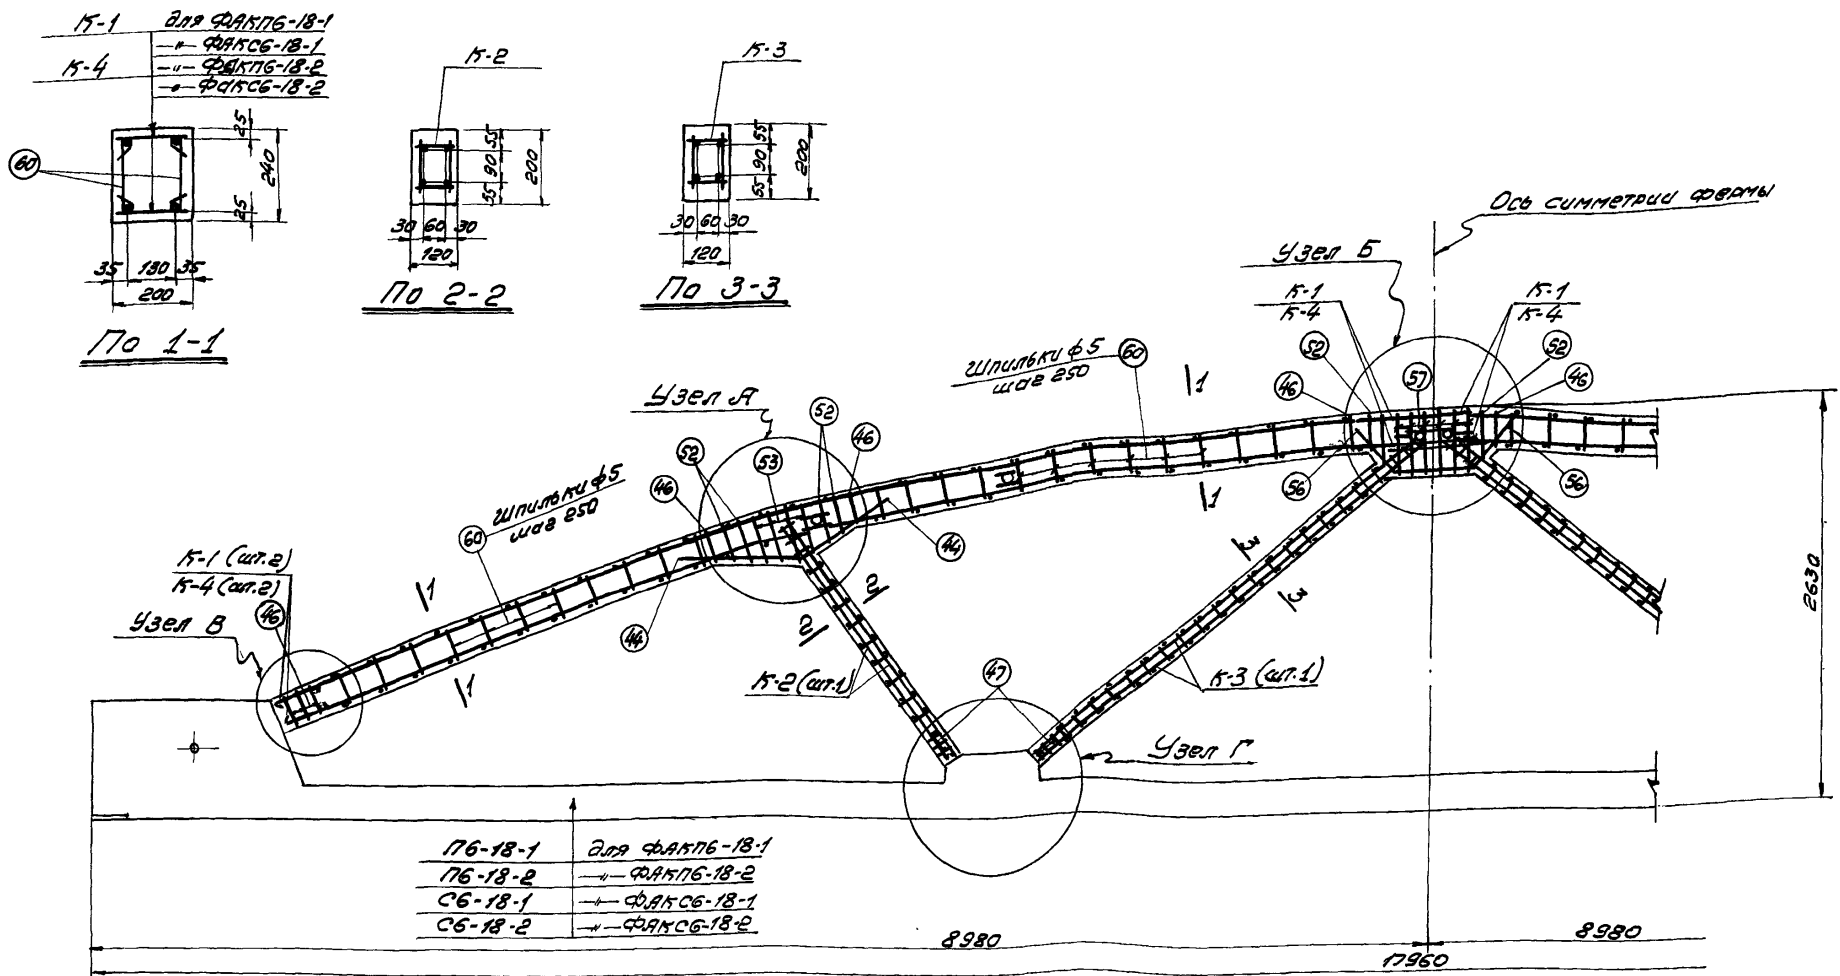 К-1 для ФАКП6-18-1
—"— ФАКС6-18-1
К-4 —"— ФАКП6-18-2
—"— ФАКС6-18-2
60
25
240
25
35 130 35
200
По 1-1
К-2
55
90
55
200
30 60 30
120
По 2-2
К-3
55
90
55
200
30 60 30
120
По 3-3
Ось симметрии фермы
Узел Б
К-1
К-4
К-1
К-4
52
52
57
46
46
56
56
Шпильки ϕ5
шаг 250
60
1
1
Узел А
52
46
53
52
46
44
44
Шпильки ϕ5
шаг 250
60
1
1
К-1 (шт.2)
К-4 (шт.2)
46
Узел В
2
2
К-2 (шт.1)
3
3
К-3 (шт.1)
47
Узел Г
2630
П6-18-1 для ФАКП6-18-1
П6-18-2 —"— ФАКП6-18-2
С6-18-1 —"— ФАКС6-18-1
С6-18-2 —"— ФАКС6-18-2
8980
8980
17960